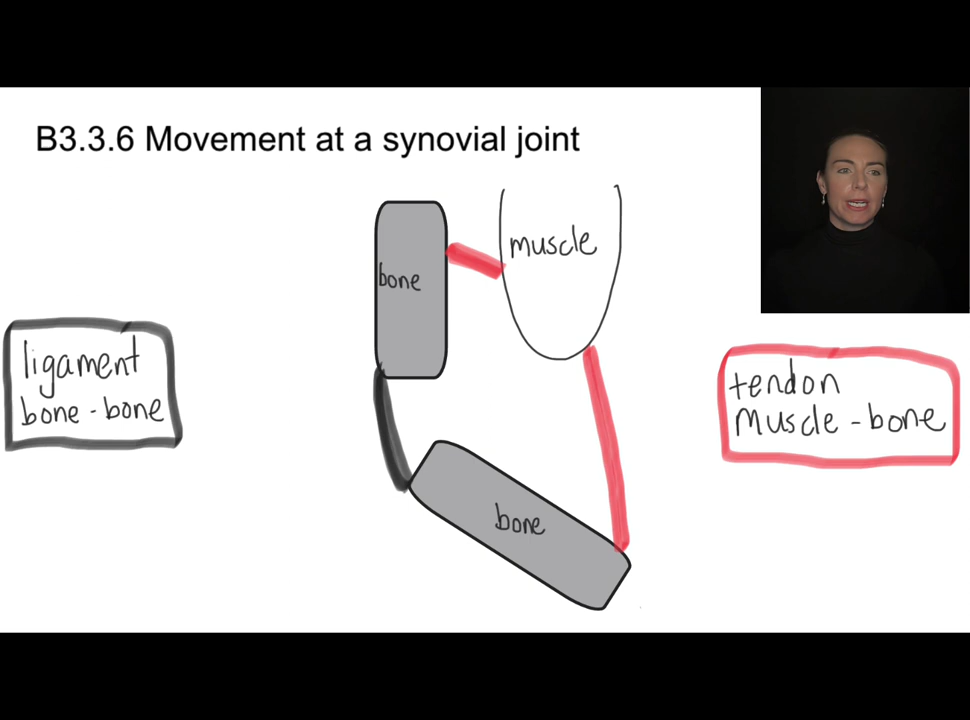 B3.3.6 Movement at a synovial joint
muscle
bone
ligament
bone - bone
tendon
Muscle - bone
bone